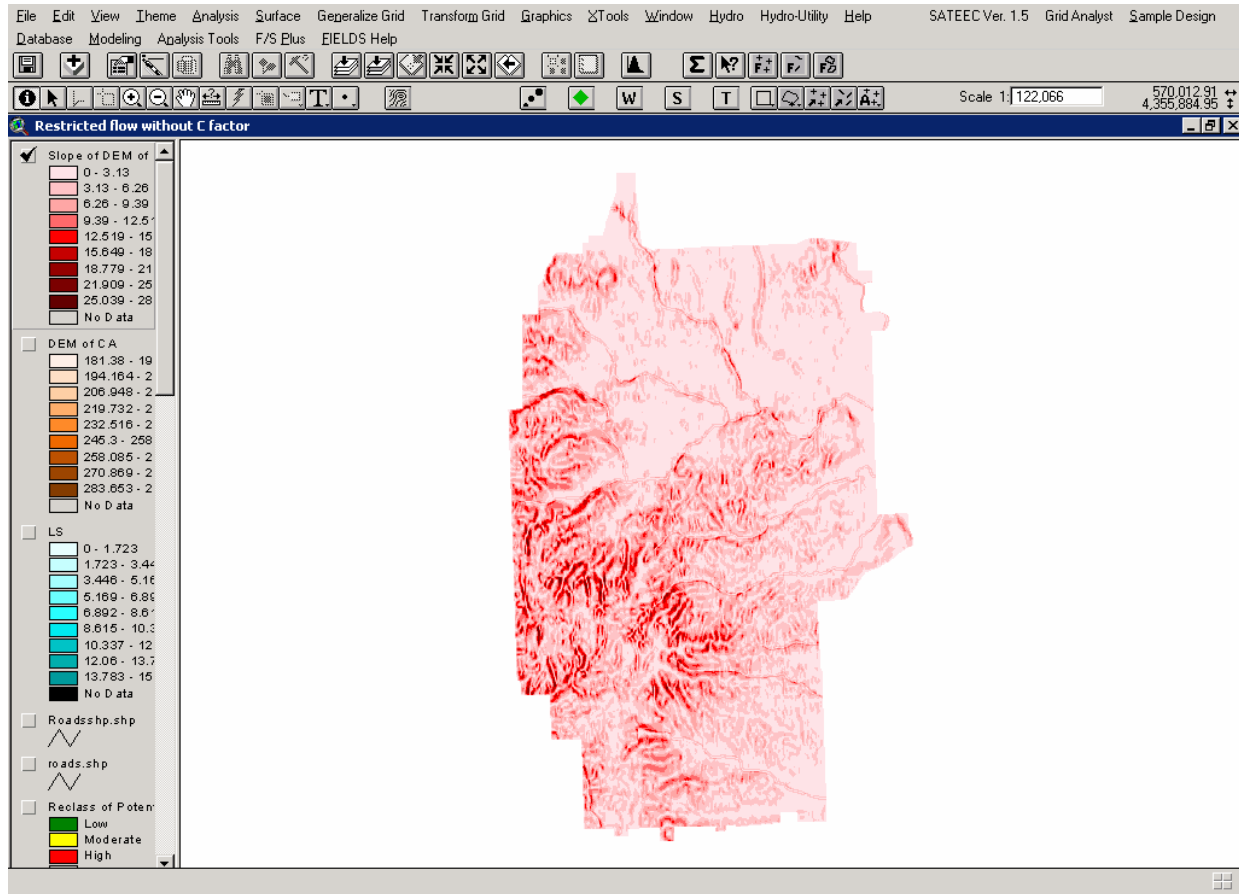 File Edit View Theme Analysis Surface Generalize Grid Transform Grid Graphics XTools Window Hydro Hydro-Utility Help SATEEC Ver. 1.5 Grid Analyst Sample Design
Database Modeling Analysis Tools F/S Plus FIELDS Help
Σ
T W S T Scale 1: 122,066 570,012.91
4,355,884.95
Restricted flow without C factor
Slope of DEM of
0 - 3.13
3.13 - 6.26
6.26 - 9.39
9.39 - 12.51
12.519 - 15
15.649 - 18
18.779 - 21
21.909 - 25
25.039 - 28
No Data
DEM of CA
181.38 - 19
194.164 - 2
206.948 - 2
219.732 - 2
232.516 - 2
245.3 - 258
258.085 - 2
270.869 - 2
283.653 - 2
No Data
LS
0 - 1.723
1.723 - 3.44
3.446 - 5.16
5.169 - 6.89
6.892 - 8.61
8.615 - 10.3
10.337 - 12
12.06 - 13.7
13.783 - 15
No Data
Roadsshp.shp
roads.shp
Reclass of Poten
Low
Moderate
High